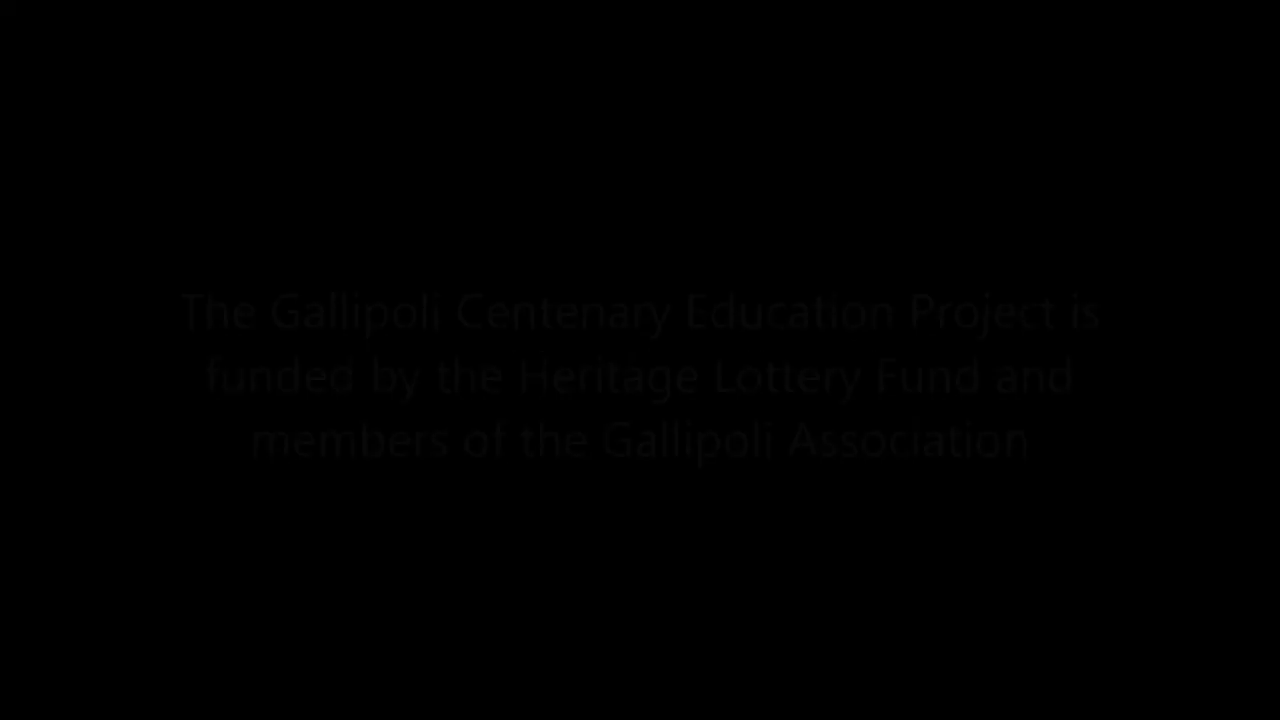 The Gallipoli Centenary Education Project is
funded by the Heritage Lottery Fund and
members of the Gallipoli Association